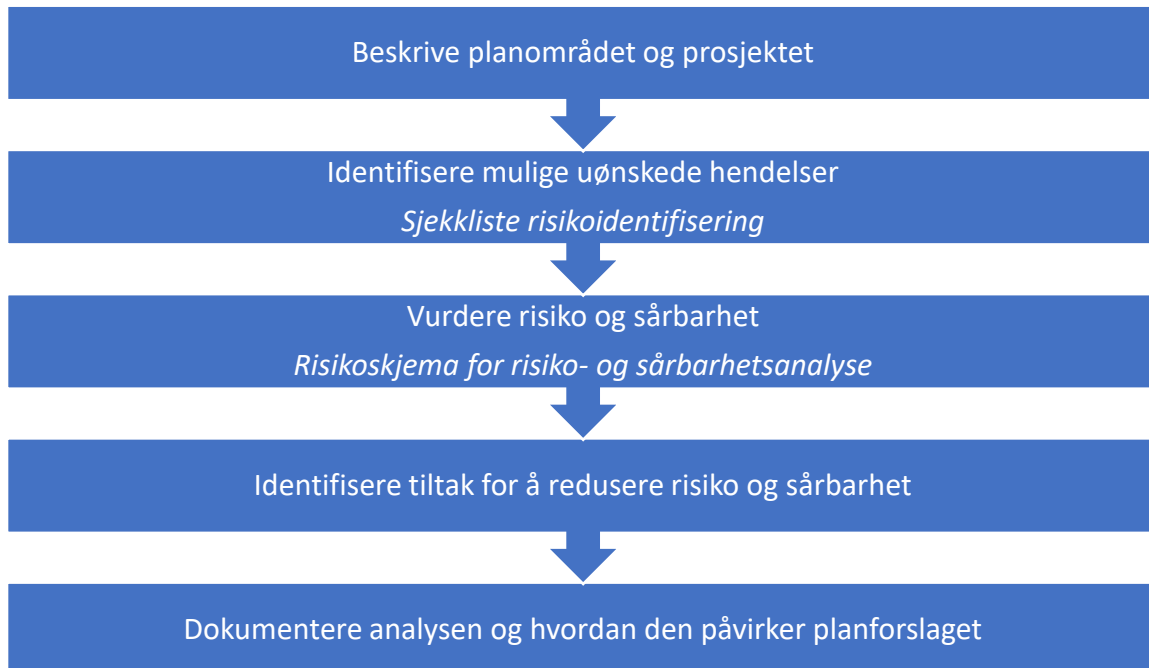 Beskrive planområdet og prosjektet
Identifisere mulige uønskede hendelser
Sjekkliste risikoidentifisering
Vurdere risiko og sårbarhet
Risikoskjema for risiko- og sårbarhetsanalyse
Identifisere tiltak for å redusere risiko og sårbarhet
Dokumentere analysen og hvordan den påvirker planforslaget